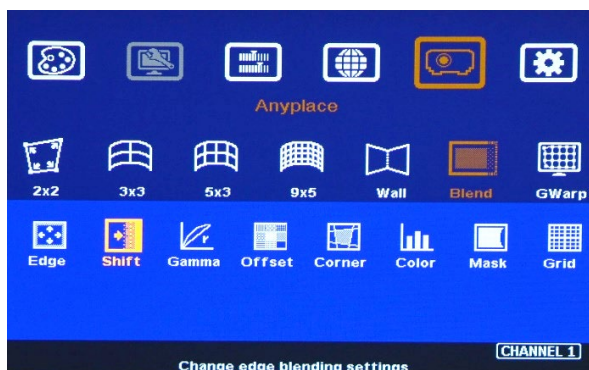 Anyplace
2x2 3x3 5x3 9x5 Wall Blend GWarp
Edge Shift Gamma Offset Corner Color Mask Grid
CHANNEL 1
Change edge blending settings